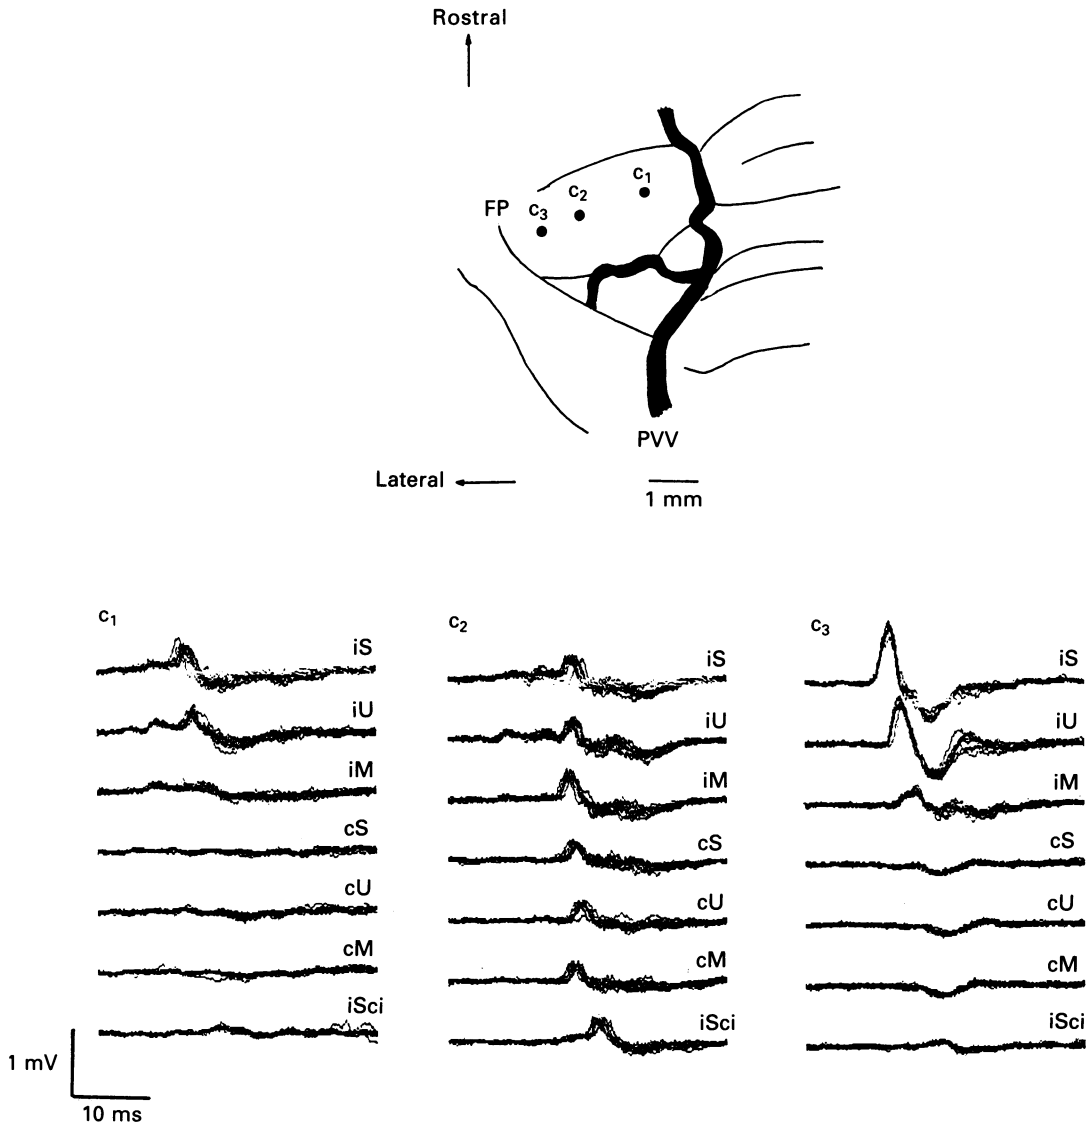 Rostral
c1
c2
FP
c3
PVV
Lateral
1 mm
c1
iS
iU
iM
cS
cU
cM
iSci
1 mV
10 ms
c2
iS
iU
iM
cS
cU
cM
iSci
c3
iS
iU
iM
cS
cU
cM
iSci